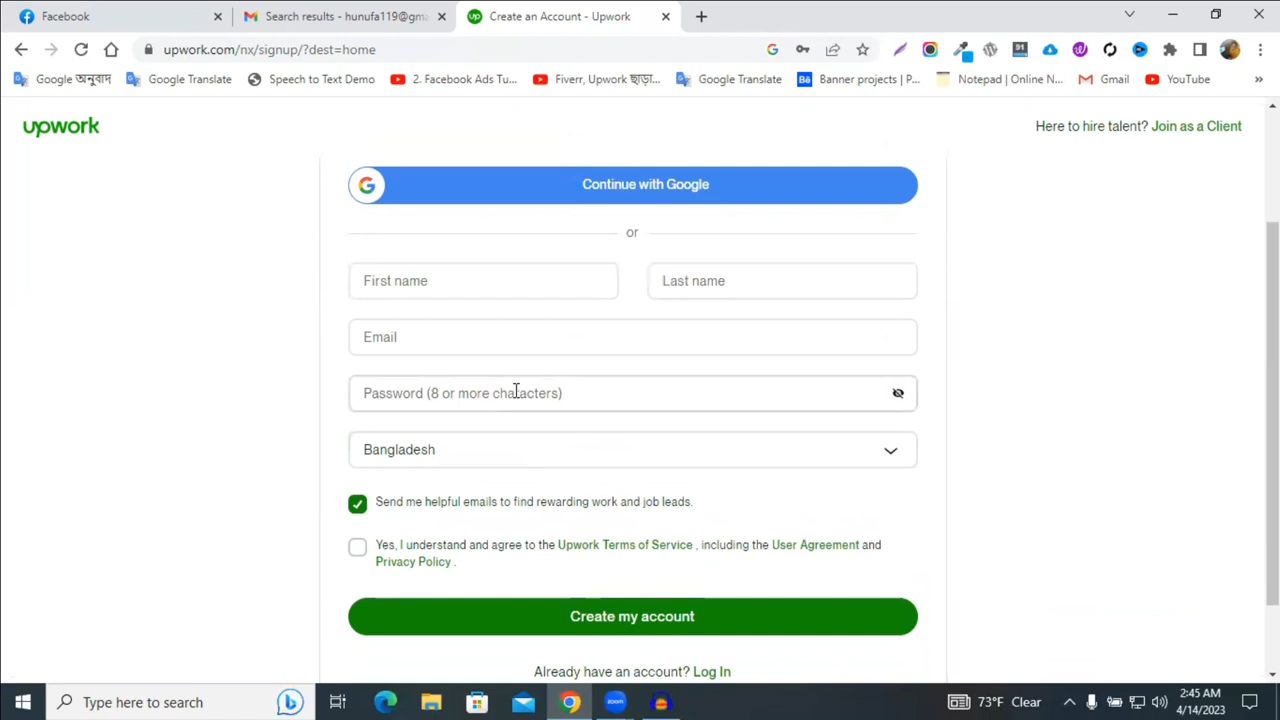 Facebook
Search results - hunufa119@gma
Create an Account - Upwork
upwork.com/nx/signup/?dest=home
91
Google অনুবাদ
Google Translate
Speech to Text Demo
2. Facebook Ads Tu...
Fiverr, Upwork ছাড়া...
Google Translate
Bē
Banner projects | P...
Notepad | Online N...
Gmail
YouTube
»
upwork
Here to hire talent? Join as a Client
G
Continue with Google
or
First name
Last name
Email
Password (8 or more characters)
Bangladesh
Send me helpful emails to find rewarding work and job leads.
Yes, I understand and agree to the Upwork Terms of Service , including the User Agreement and
Privacy Policy .
Create my account
Already have an account? Log In
Type here to search
zoom
73°F Clear
2:45 AM
4/14/2023